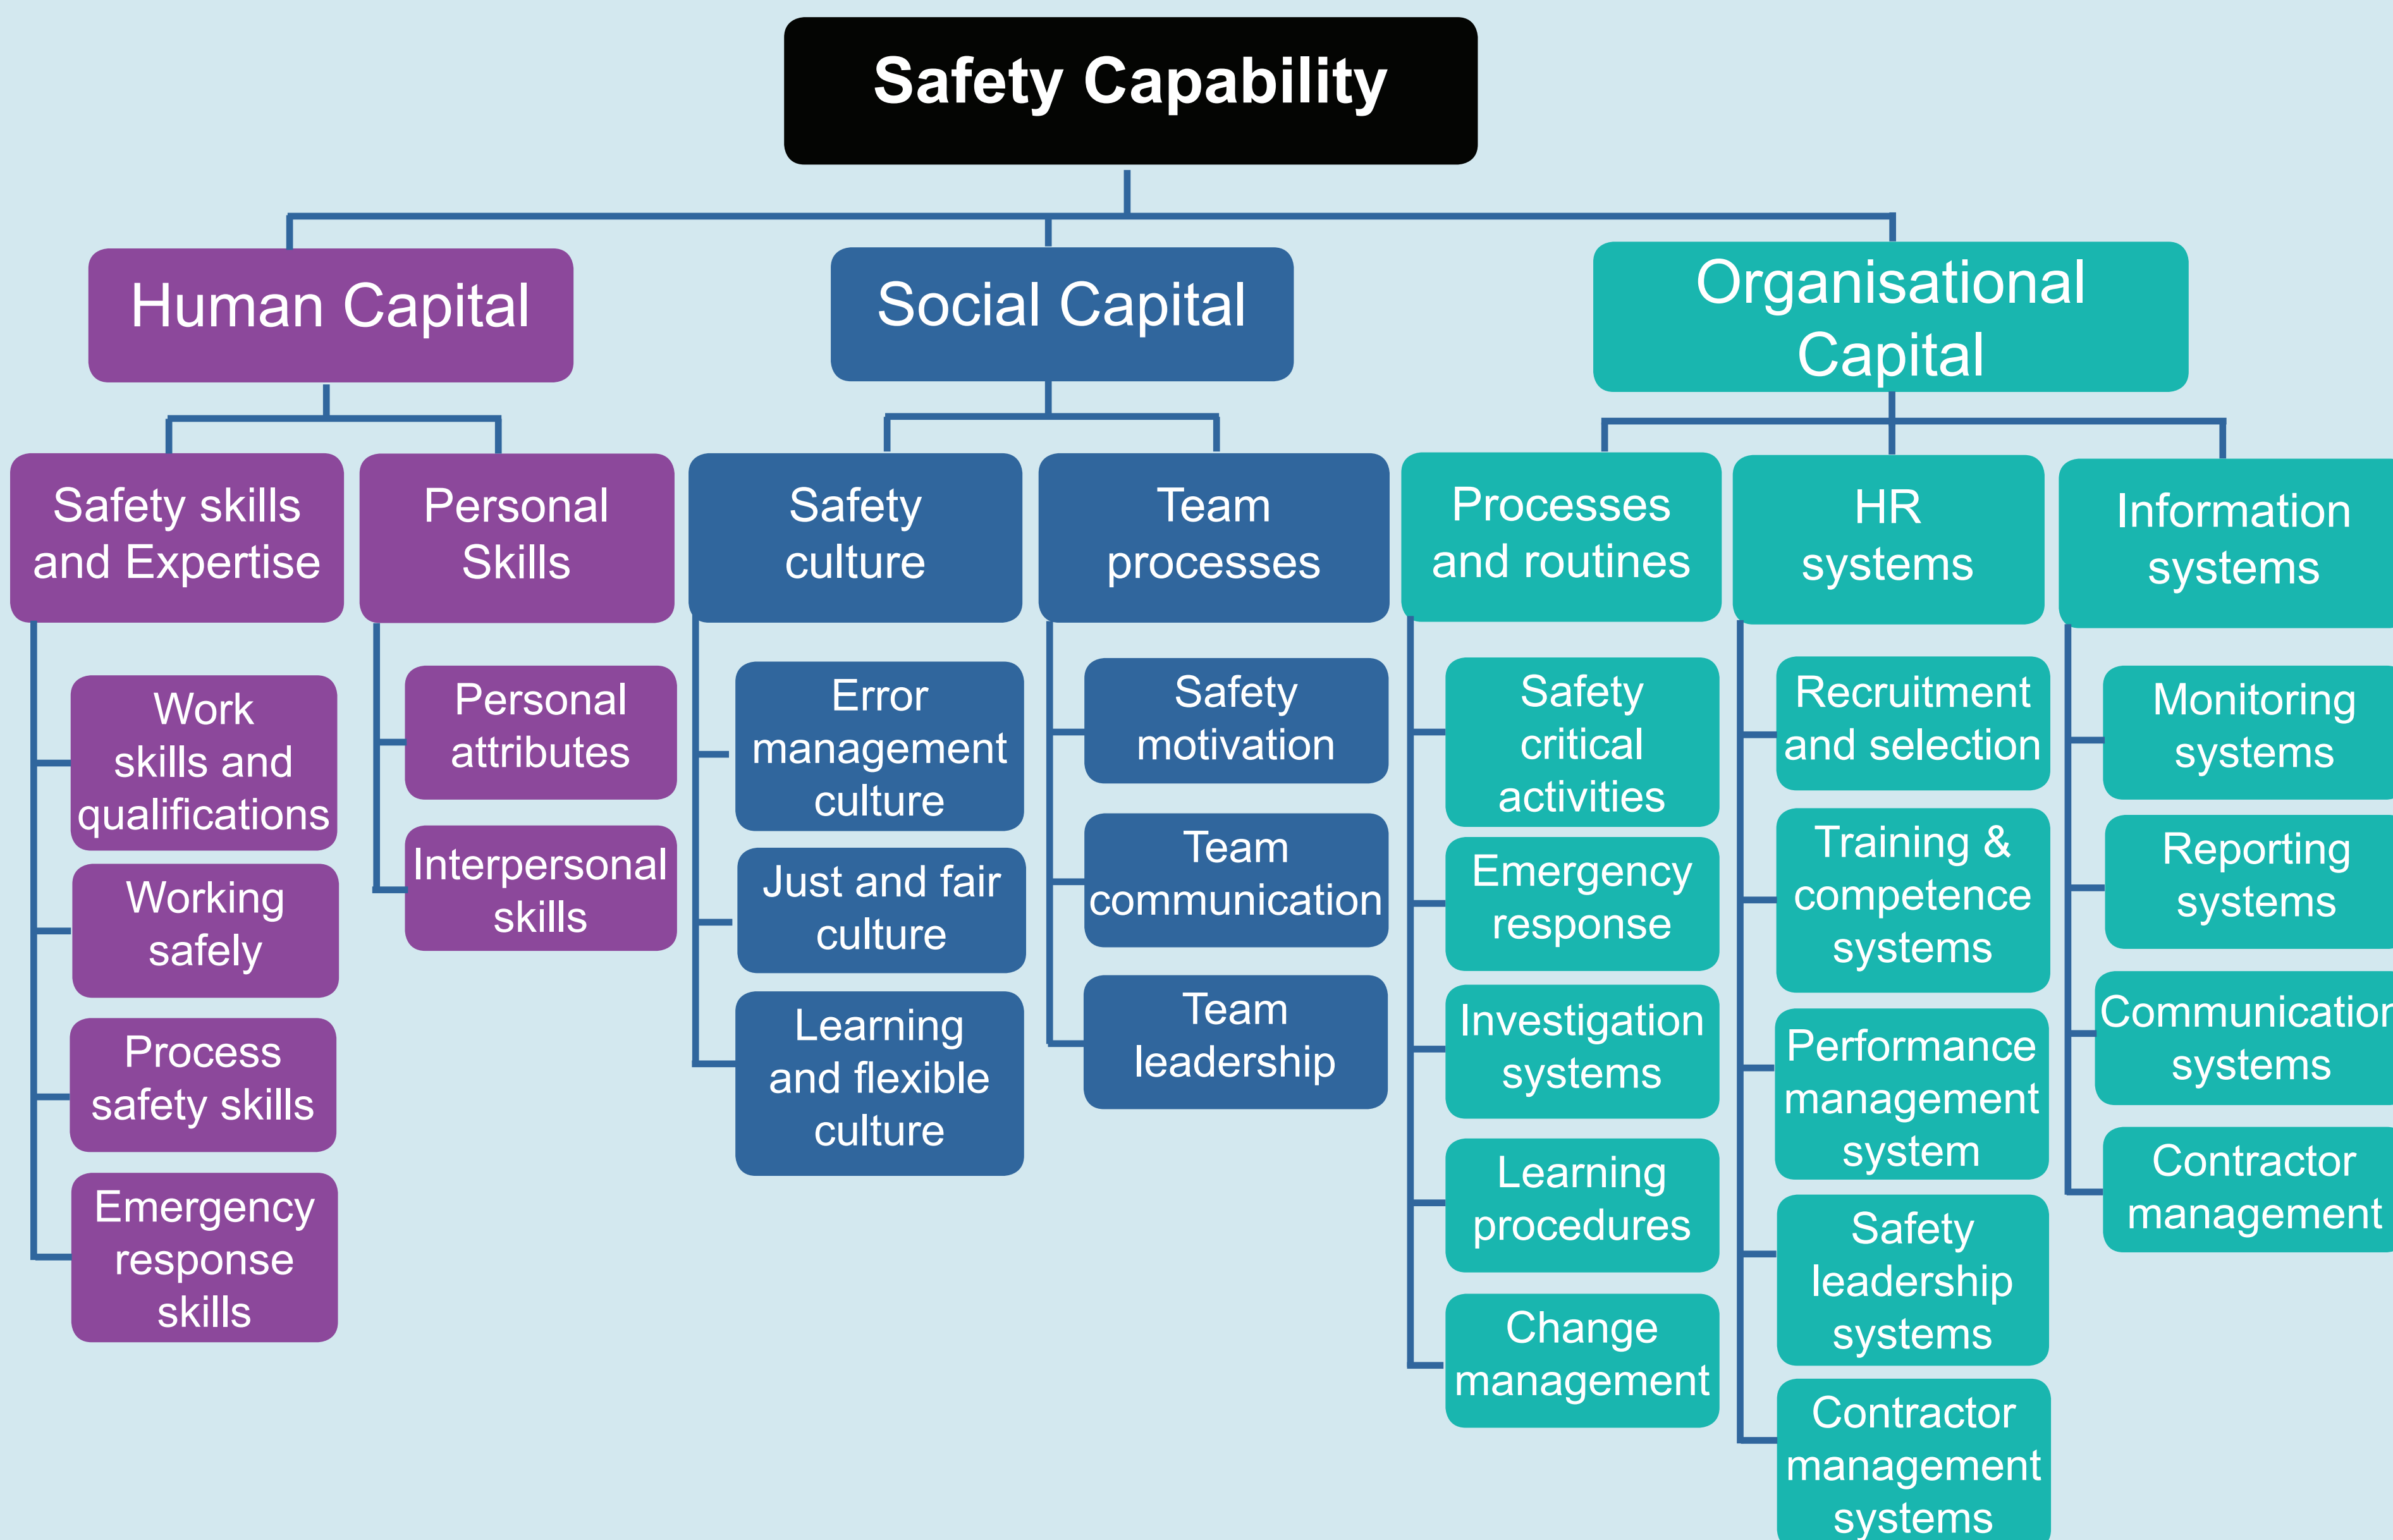 Safety Capability
Human Capital
Social Capital
Organisational
Capital
Safety skills
and Expertise
Personal
Skills
Safety
culture
Team
processes
Processes
and routines
HR
systems
Information
systems
Work
skills and
qualifications
Working
safely
Process
safety skills
Emergency
response
skills
Personal
attributes
Interpersonal
skills
Error
management
culture
Just and fair
culture
Learning
and flexible
culture
Safety
motivation
Team
communication
Team
leadership
Safety
critical
activities
Emergency
response
Investigation
systems
Learning
procedures
Change
management
Recruitment
and selection
Training &
competence
systems
Performance
management
system
Safety
leadership
systems
Contractor
management
systems
Monitoring
systems
Reporting
systems
Communication
systems
Contractor
management